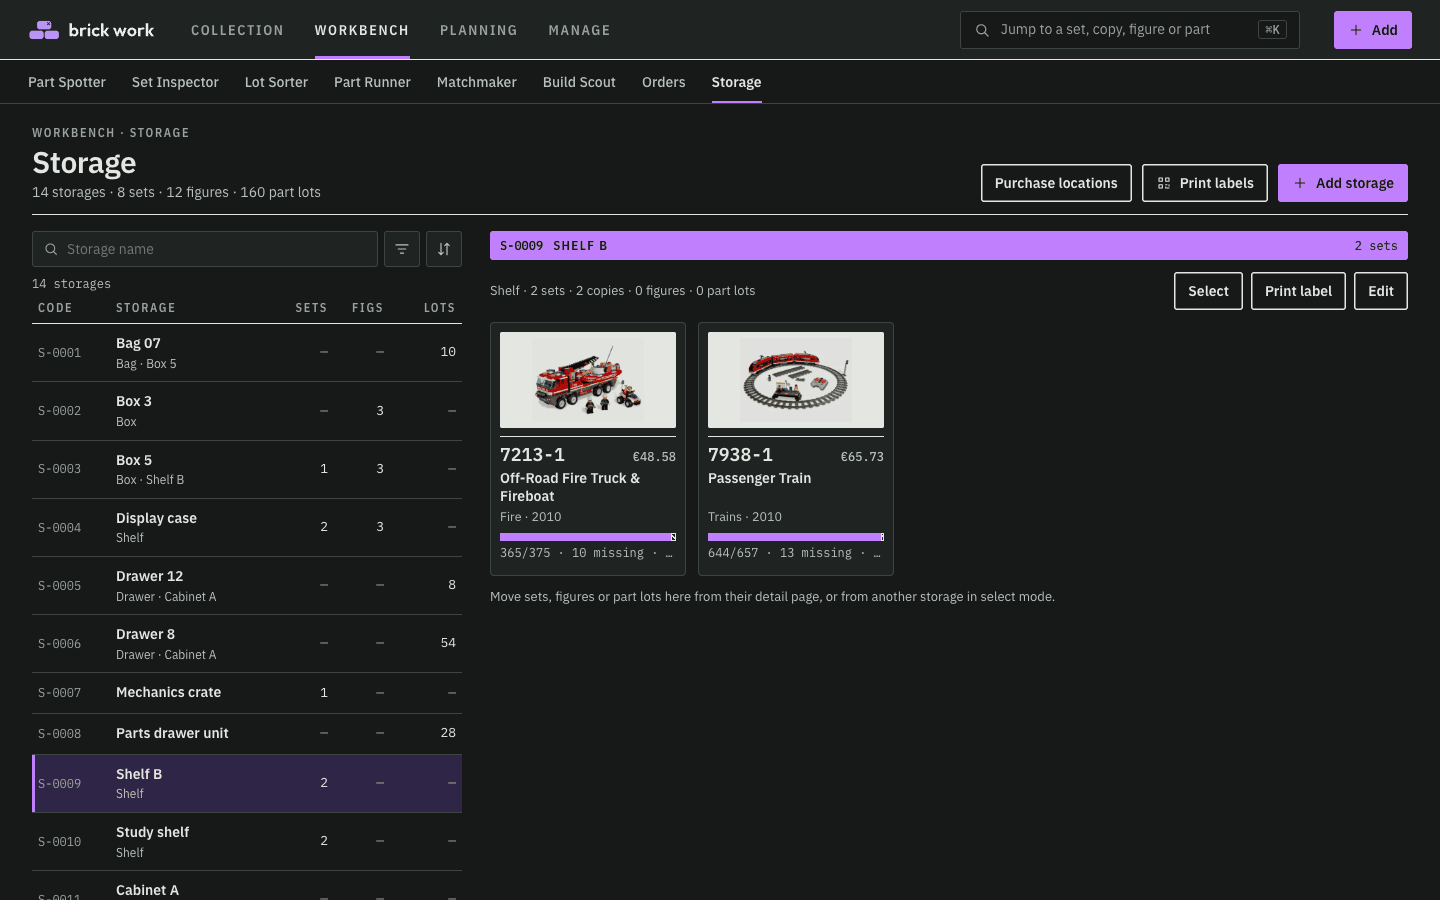 brick work
COLLECTION
WORKBENCH
PLANNING
MANAGE
Jump to a set, copy, figure or part
⌘K
Add
Part Spotter
Set Inspector
Lot Sorter
Part Runner
Matchmaker
Build Scout
Orders
Storage
WORKBENCH · STORAGE
Storage
14 storages · 8 sets · 12 figures · 160 part lots
Purchase locations
Print labels
Add storage
Storage name
14 storages
CODE STORAGE SETS FIGS LOTS
S-0001 Bag 07 – – 10
Bag · Box 5
S-0002 Box 3 – 3 –
Box
S-0003 Box 5 1 3 –
Box · Shelf B
S-0004 Display case 2 3 –
Shelf
S-0005 Drawer 12 – – 8
Drawer · Cabinet A
S-0006 Drawer 8 – – 54
Drawer · Cabinet A
S-0007 Mechanics crate 1 – –
S-0008 Parts drawer unit – – 28
S-0009 Shelf B 2 – –
Shelf
S-0010 Study shelf 2 – –
Shelf
S-0011 Cabinet A – – –
S-0009 SHELF B 2 sets
Shelf · 2 sets · 2 copies · 0 figures · 0 part lots
Select
Print label
Edit
7213-1 €48.58
Off-Road Fire Truck &
Fireboat
Fire · 2010
365/375 · 10 missing · …
7938-1 €65.73
Passenger Train
Trains · 2010
644/657 · 13 missing · …
Move sets, figures or part lots here from their detail page, or from another storage in select mode.